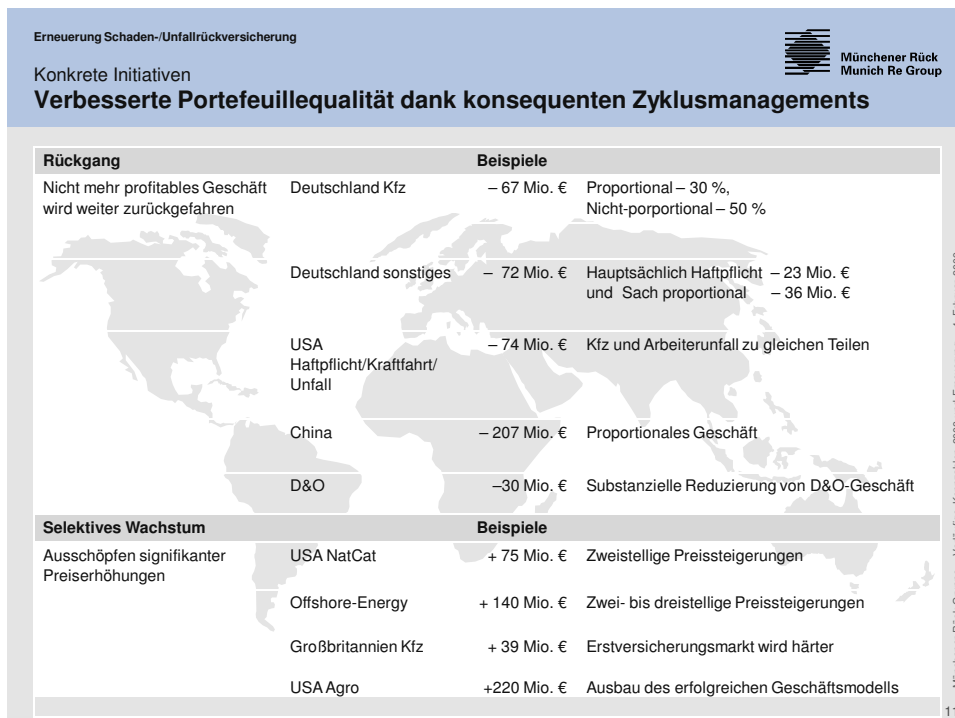 Erneuerung Schaden-/Unfallrückversicherung
Münchener Rück
Munich Re Group
Konkrete Initiativen
Verbesserte Portefeuillequalität dank konsequenten Zyklusmanagements
Rückgang Beispiele
Nicht mehr profitables Geschäft Deutschland Kfz – 67 Mio. € Proportional – 30 %,
wird weiter zurückgefahren Nicht-porportional – 50 %
Deutschland sonstiges – 72 Mio. € Hauptsächlich Haftpflicht – 23 Mio. €
und Sach proportional – 36 Mio. €
USA – 74 Mio. € Kfz und Arbeiterunfall zu gleichen Teilen
Haftpflicht/Kraftfahrt/
Unfall
China – 207 Mio. € Proportionales Geschäft
D&O –30 Mio. € Substanzielle Reduzierung von D&O-Geschäft
Selektives Wachstum Beispiele
Ausschöpfen signifikanter USA NatCat + 75 Mio. € Zweistellige Preissteigerungen
Preiserhöhungen
Offshore-Energy + 140 Mio. € Zwei- bis dreistellige Preissteigerungen
Großbritannien Kfz + 39 Mio. € Erstversicherungsmarkt wird härter
USA Agro +220 Mio. € Ausbau des erfolgreichen Geschäftsmodells
11